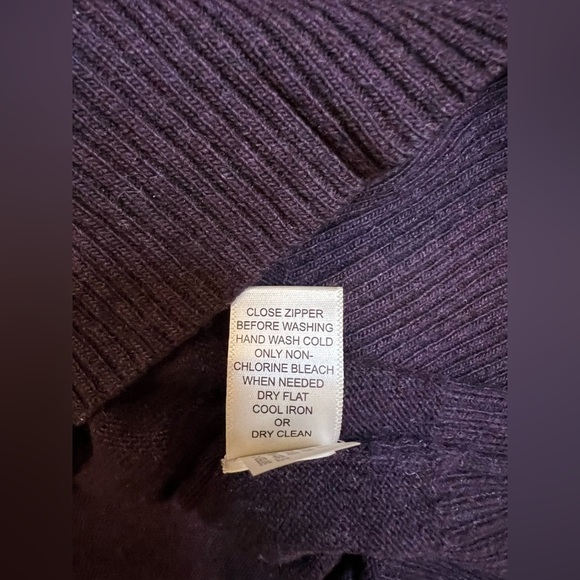 CLOSE ZIPPER
BEFORE WASHING
HAND WASH COLD
ONLY NON-
CHLORINE BLEACH
WHEN NEEDED
DRY FLAT
COOL IRON
OR
DRY CLEAN